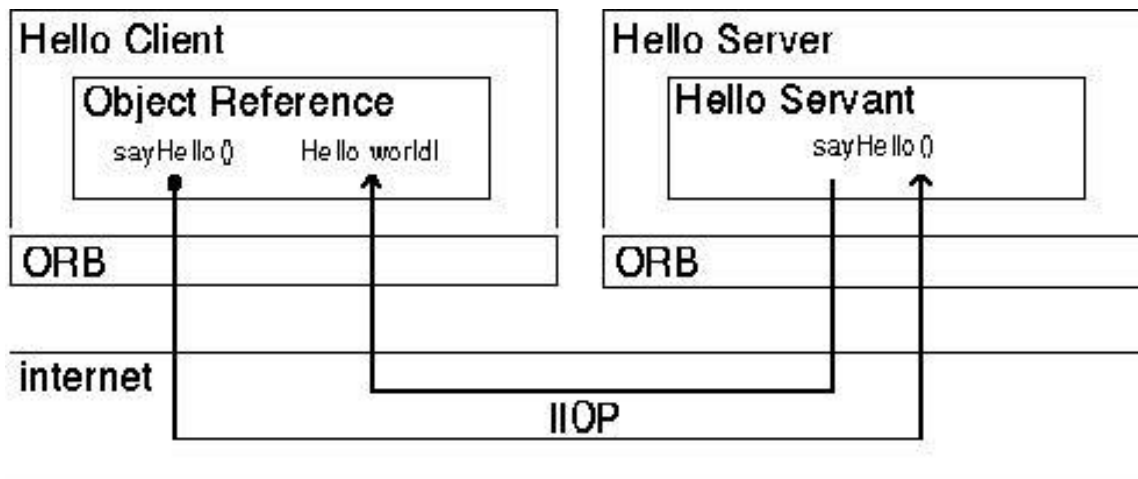 Hello Client
Object Reference
sayHello() Hello world!
ORB
Hello Server
Hello Servant
sayHello()
ORB
internet
IIOP